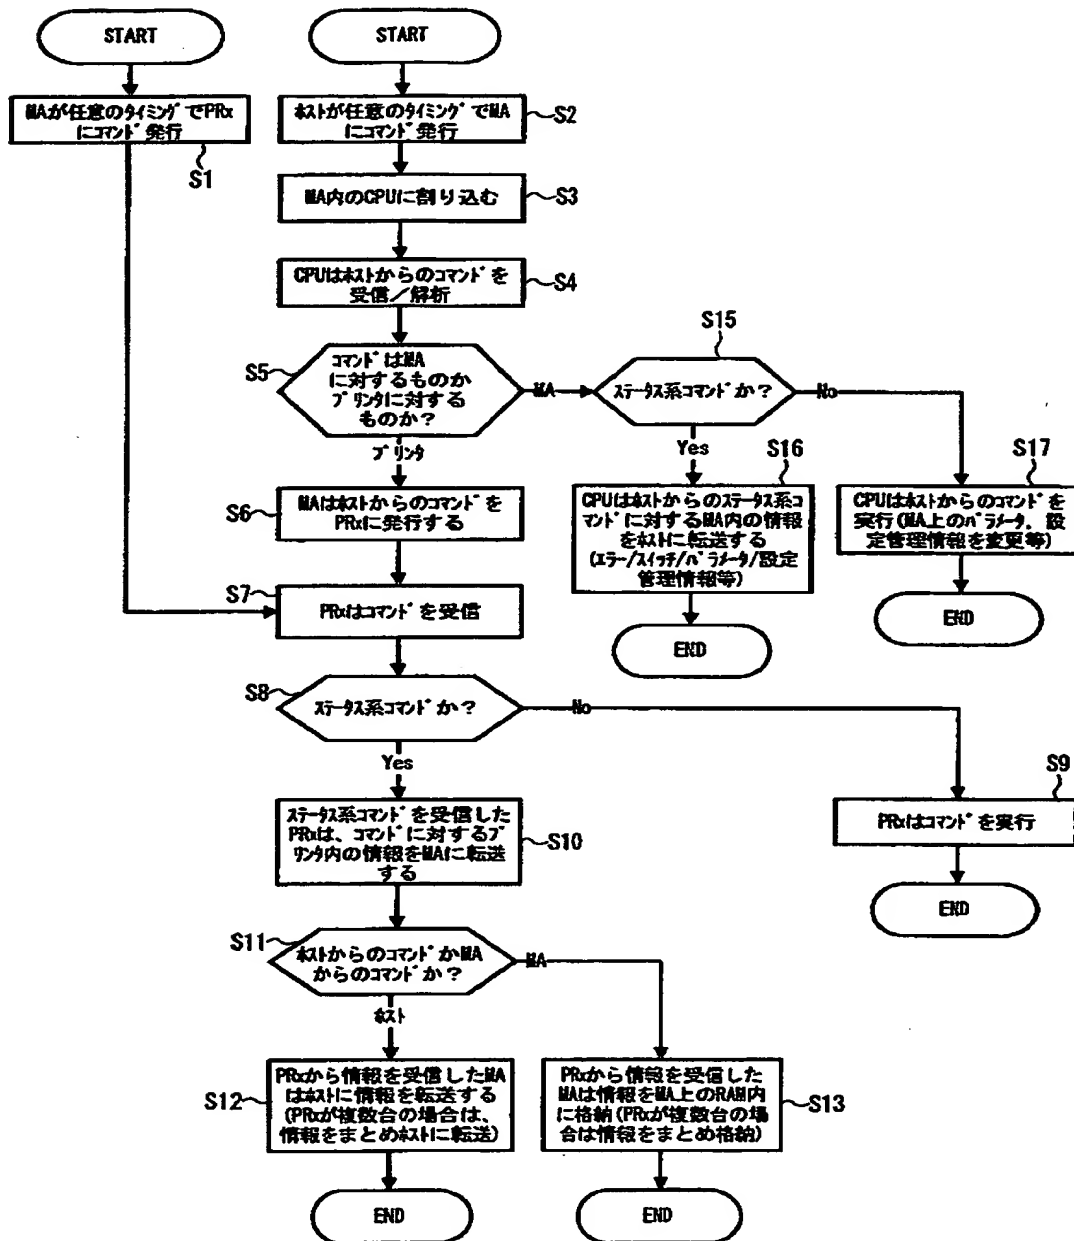 START
START
MAが任意のタイミングでPRx
にコマンド発行
S1
ホストが任意のタイミングでMA
にコマンド発行
S2
MA内のCPUに割り込む
S3
CPUはホストからのコマンドを
受信/解析
S4
S5
コマンドはMA
に対するものか
プリンタに対する
ものか?
MA
プリンタ
S15
ステータス系コマンドか?
No
Yes
S16
CPUはホストからのステータス系コ
マンドに対するMA内の情報
をホストに転送する
(エラー/スイッチ/パラメータ/設定
管理情報等)
END
S17
CPUはホストからのコマンドを
実行(MA上のパラメータ、設
定管理情報を変更等)
END
S6
MAはホストからのコマンドを
PRxに発行する
S7
PRxはコマンドを受信
S8
ステータス系コマンドか?
No
Yes
S9
PRxはコマンドを実行
END
ステータス系コマンドを受信した
PRxは、コマンドに対するプ
リンタ内の情報をMAに転送
する
S10
S11
ホストからのコマンドかMA
からのコマンドか?
MA
ホスト
S12
PRxから情報を受信したMA
はホストに情報を転送する
(PRxが複数台の場合は、
情報をまとめホストに転送)
END
PRxから情報を受信した
MAは情報をMA上のRAM内
に格納(PRxが複数台の場
合は情報をまとめ格納)
S13
END